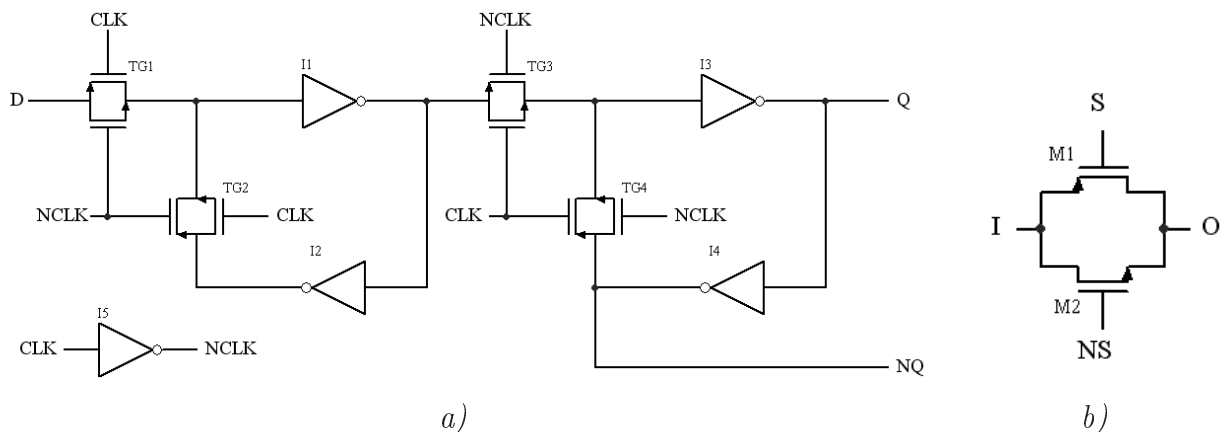 CLK
NCLK
TG1
I1
TG3
I3
D
Q
S
M1
TG2
TG4
NCLK
CLK
CLK
NCLK
I
O
I2
I4
M2
I5
CLK
NCLK
NS
NQ
a)
b)